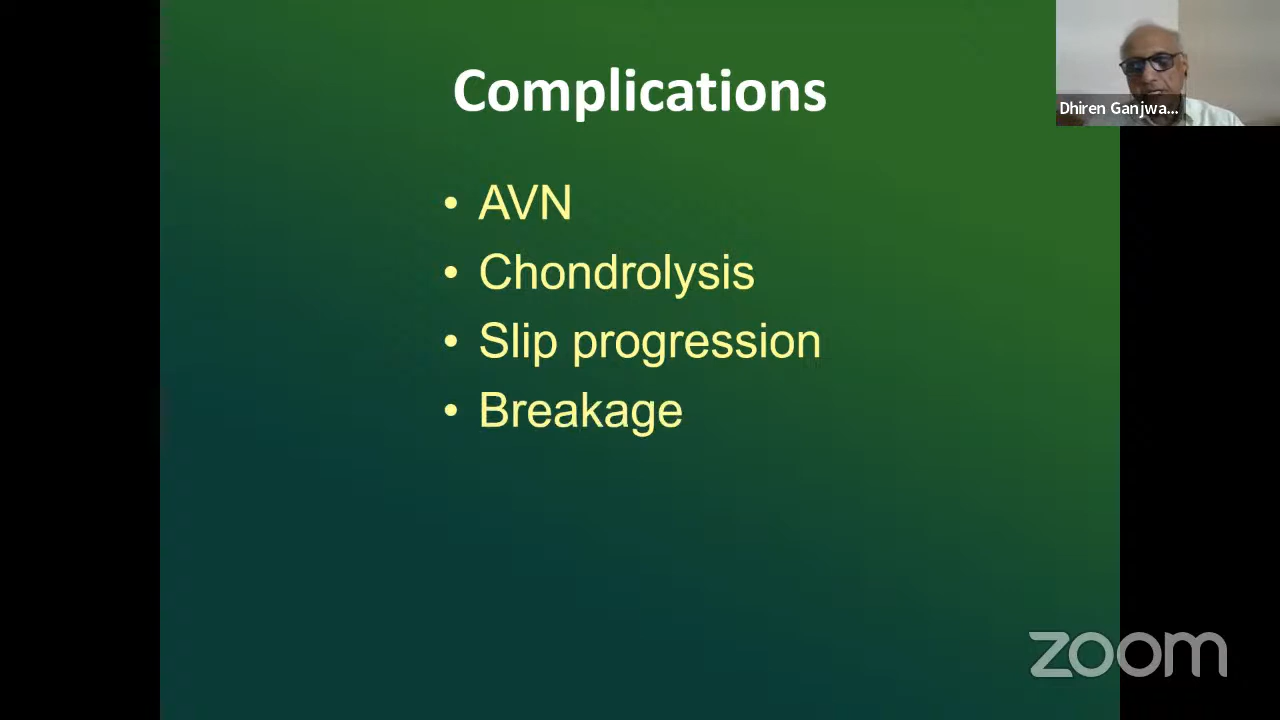 Complications
Dhiren Ganjwa...
• AVN
• Chondrolysis
• Slip progression
• Breakage
zoom